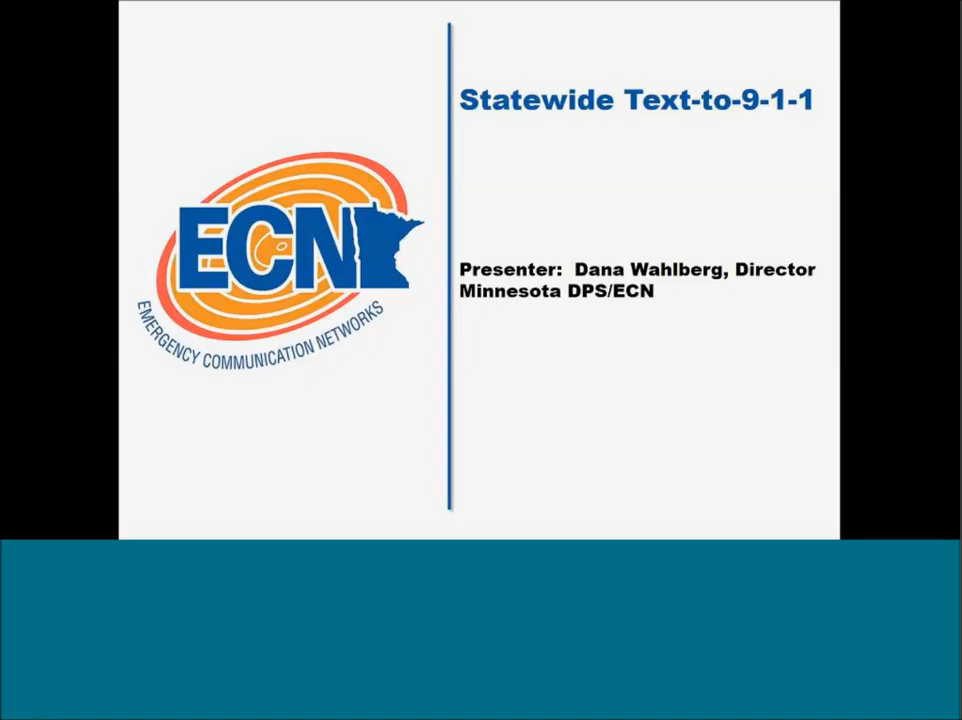 Statewide Text-to-9-1-1
ECN
EMERGENCY COMMUNICATION NETWORKS
Presenter:  Dana Wahlberg, Director
Minnesota DPS/ECN